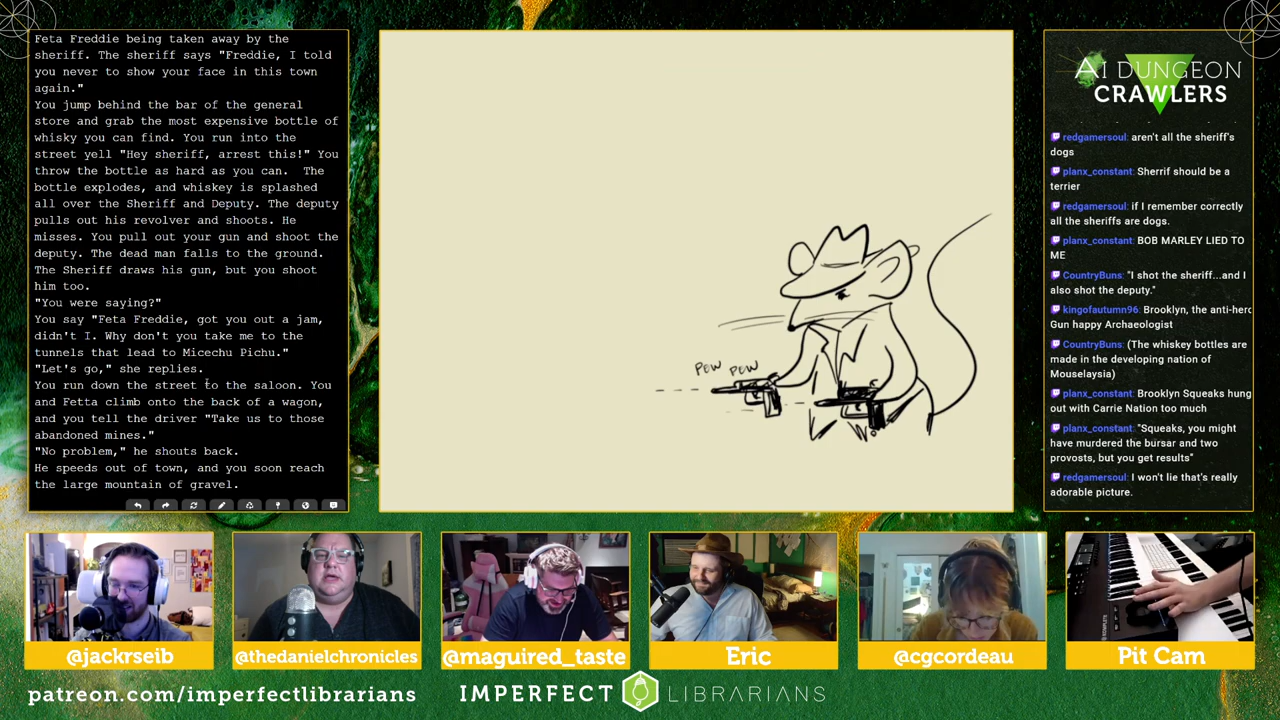 Feta Freddie being taken away by the
sheriff. The sheriff says "Freddie, I told
you never to show your face in this town
again."
You jump behind the bar of the general
store and grab the most expensive bottle of
whisky you can find. You run into the
street yell "Hey sheriff, arrest this!" You
throw the bottle as hard as you can.  The
bottle explodes, and whiskey is splashed
all over the Sheriff and Deputy. The deputy
pulls out his revolver and shoots. He
misses. You pull out your gun and shoot the
deputy. The dead man falls to the ground.
The Sheriff draws his gun, but you shoot
him too.
"You were saying?"
You say "Feta Freddie, got you out a jam,
didn't I. Why don't you take me to the
tunnels that lead to Micechu Pichu."
"Let's go," she replies.
You run down the street to the saloon. You
and Fetta climb onto the back of a wagon,
and you tell the driver "Take us to those
abandoned mines."
"No problem," he shouts back.
He speeds out of town, and you soon reach
the large mountain of gravel.
PEW PEW
AI DUNGEON
CRAWLERS
redgamersoul: aren't all the sheriff's
dogs
planx_constant: Sherrif should be a
terrier
redgamersoul: if I remember correctly
all the sheriffs are dogs.
planx_constant: BOB MARLEY LIED TO
ME
CountryBuns: "I shot the sheriff...and I
also shot the deputy."
kingofautumn96: Brooklyn, the anti-hero
Gun happy Archaeologist
CountryBuns: (The whiskey bottles are
made in the developing nation of
Mouselaysia)
planx_constant: Brooklyn Squeaks hung
out with Carrie Nation too much
planx_constant: "Squeaks, you might
have murdered the bursar and two
provosts, but you get results"
redgamersoul: I won't lie that's really
adorable picture.
@jackrseib
@thedanielchronicles
@maguired_taste
Eric
@cgcordeau
Pit Cam
patreon.com/imperfectlibrarians
IMPERFECT LIBRARIANS